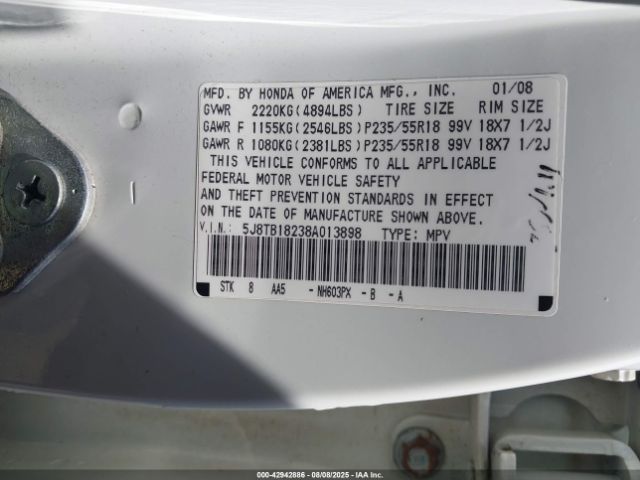 MFD. BY HONDA OF AMERICA MFG., INC. 01/08
GVWR 2220KG(4894LBS) TIRE SIZE RIM SIZE
GAWR F 1155KG(2546LBS)P235/55R18 99V 18X7 1/2J
GAWR R 1080KG(2381LBS)P235/55R18 99V 18X7 1/2J
THIS VEHICLE CONFORMS TO ALL APPLICABLE
FEDERAL MOTOR VEHICLE SAFETY
AND THEFT PREVENTION STANDARDS IN EFFECT
ON THE DATE OF MANUFACTURE SHOWN ABOVE.
V.I.N.: 5J8TB18238A013898 TYPE: MPV
STK 8 AA5 -NH603PX -B -A
000-42942886 - 08/08/2025 - IAA Inc.